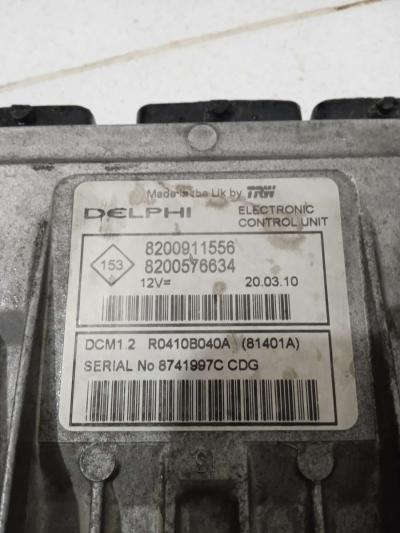 Made in the Uk by TRW
DELPHI ELECTRONIC
CONTROL UNIT
153 8200911556
8200576634
12V= 20.03.10
DCM1.2 R0410B040A (81401A)
SERIAL No 8741997C CDG